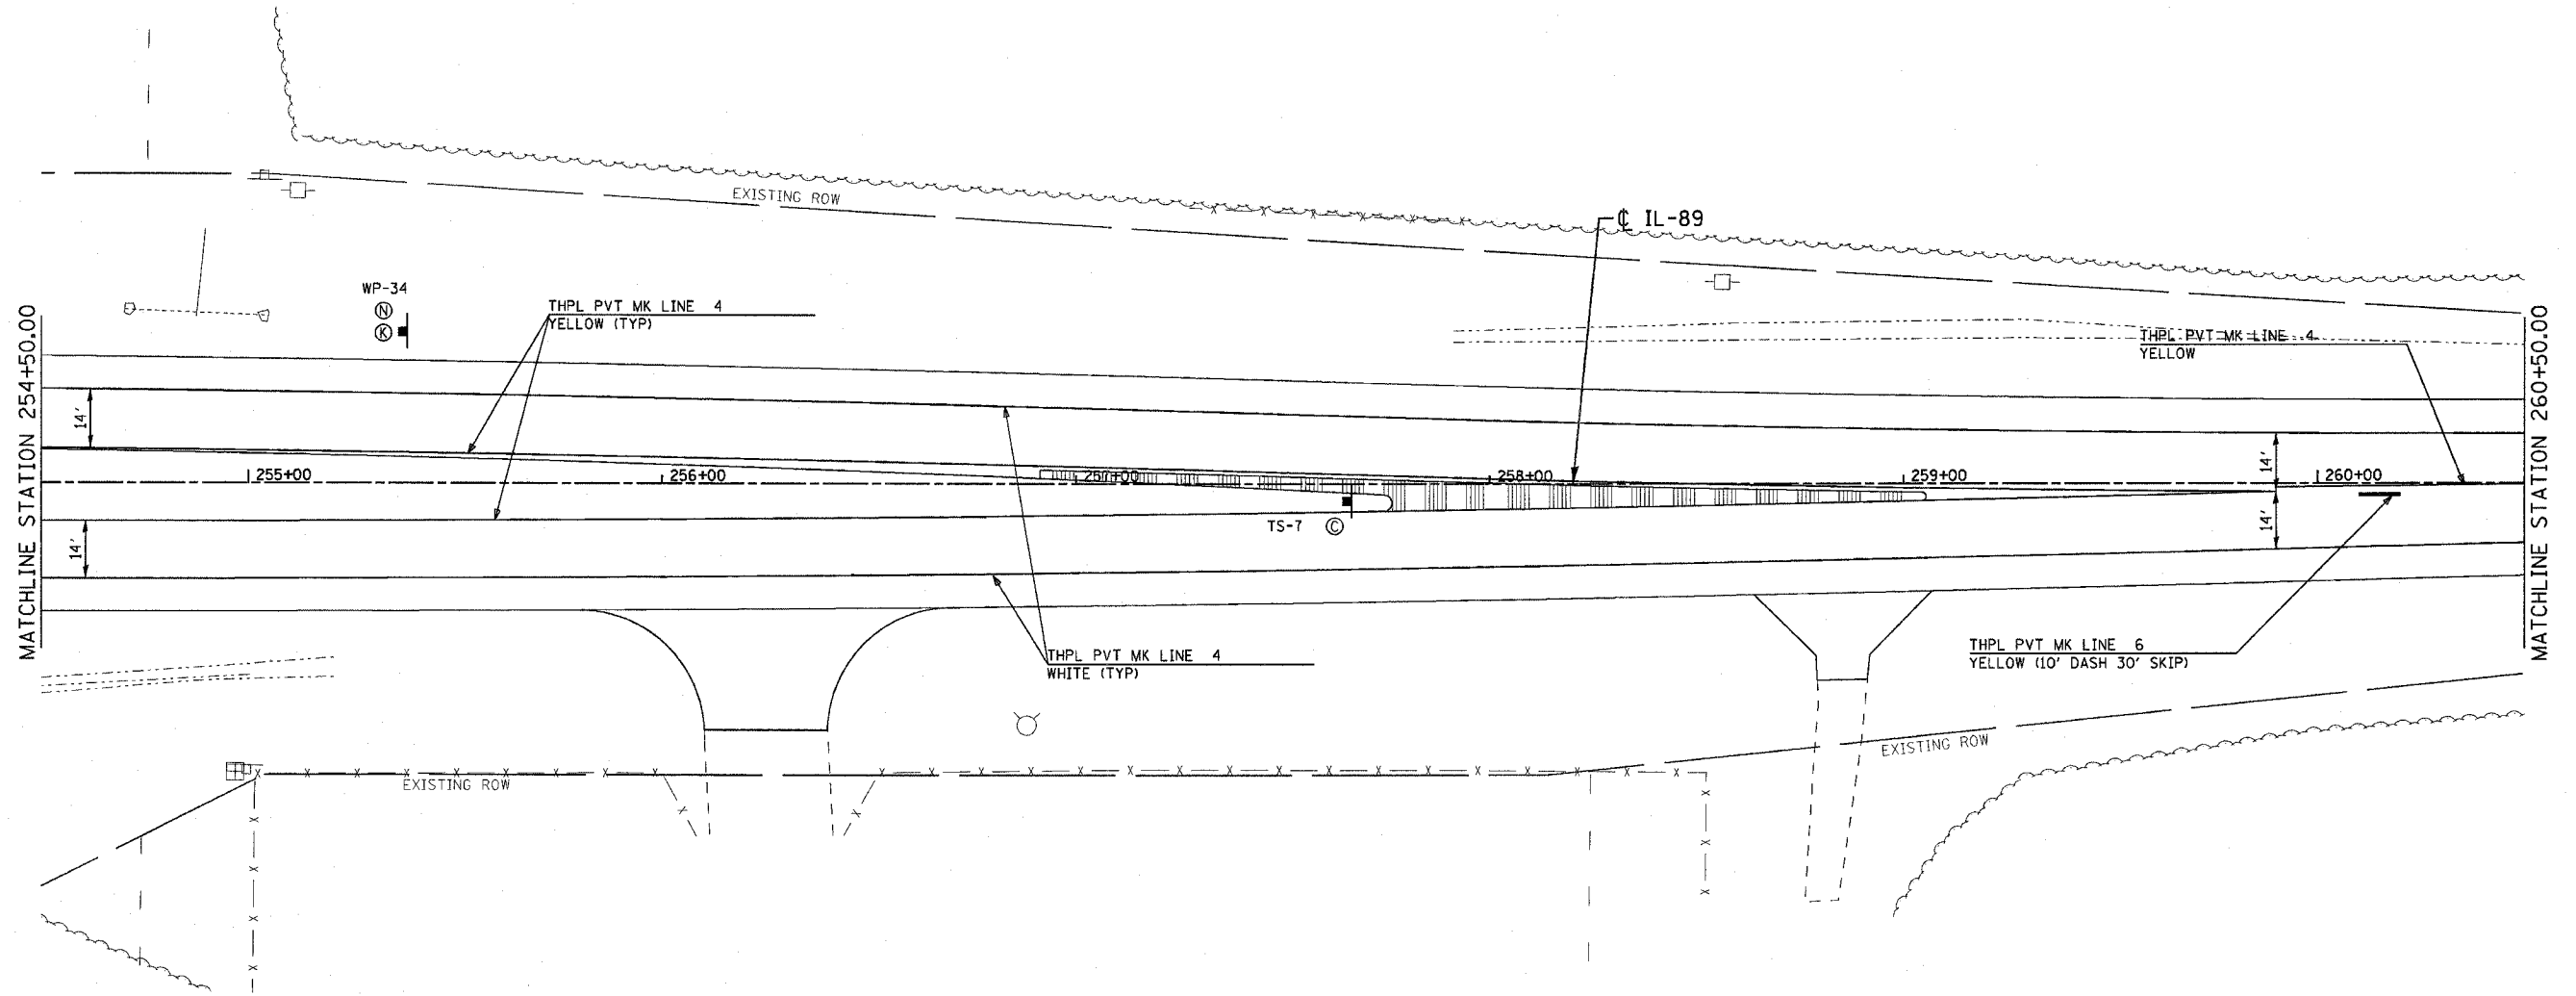 EXISTING ROW
℄ IL-89
WP-34
N
K
THPL PVT MK LINE 4
YELLOW (TYP)
THPL PVT MK LINE 4
YELLOW
MATCHLINE STATION 254+50.00
MATCHLINE STATION 260+50.00
14'
14'
255+00
256+00
257+00
258+00
259+00
260+00
TS-7 C
14'
14'
THPL PVT MK LINE 4
WHITE (TYP)
THPL PVT MK LINE 6
YELLOW (10' DASH 30' SKIP)
EXISTING ROW
EXISTING ROW